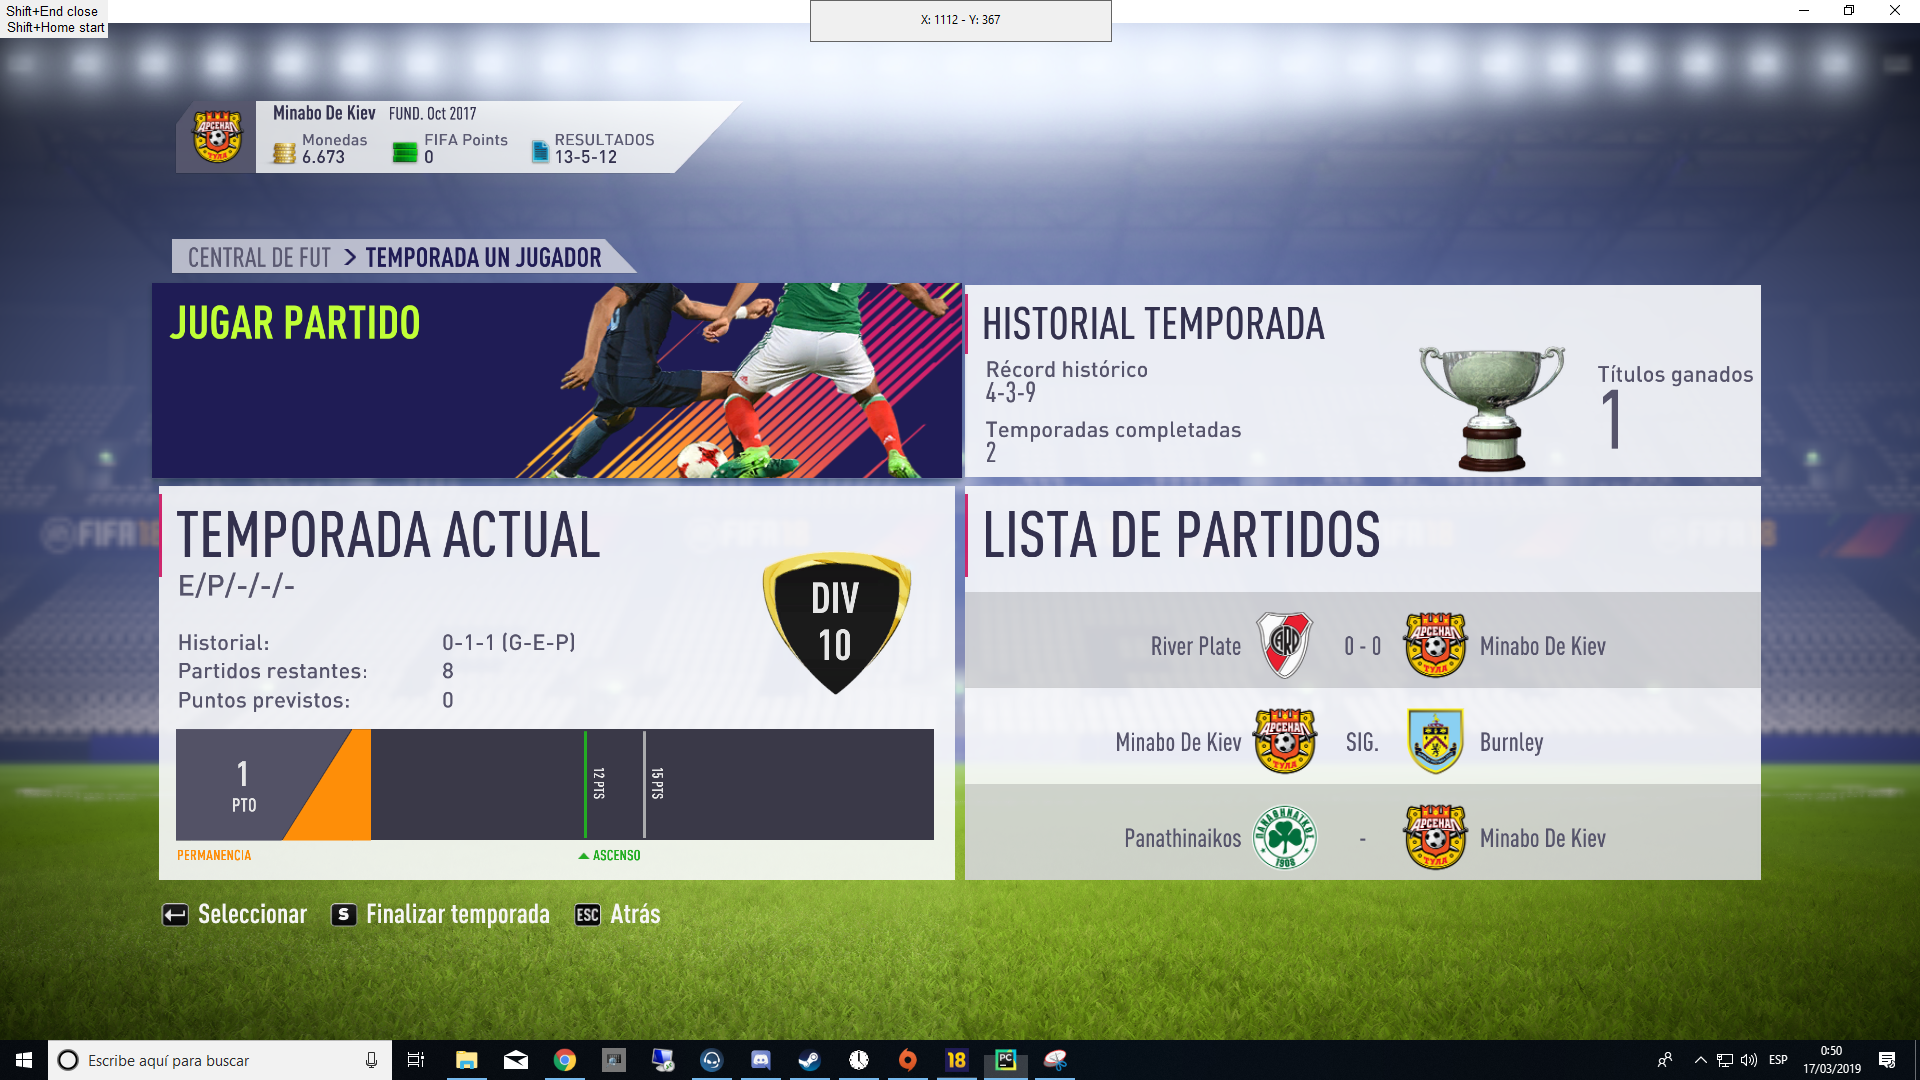 Shift+End close
Shift+Home start
X: 1112 - Y: 367
Minabo De Kiev FUND. Oct 2017
Monedas
6.673
FIFA Points
0
RESULTADOS
13-5-12
CENTRAL DE FUT > TEMPORADA UN JUGADOR
JUGAR PARTIDO
HISTORIAL TEMPORADA
Récord histórico
4-3-9
Temporadas completadas
2
Títulos ganados
1
TEMPORADA ACTUAL
E/P/-/-/-
Historial: 0-1-1 (G-E-P)
Partidos restantes: 8
Puntos previstos: 0
DIV
10
1
PTO
12 PTS
15 PTS
PERMANENCIA
ASCENSO
LISTA DE PARTIDOS
River Plate 0 - 0 Minabo De Kiev
Minabo De Kiev SIG. Burnley
Panathinaikos - Minabo De Kiev
Seleccionar
S Finalizar temporada
ESC Atrás
Escribe aquí para buscar
18
PC
ESP
0:50
17/03/2019